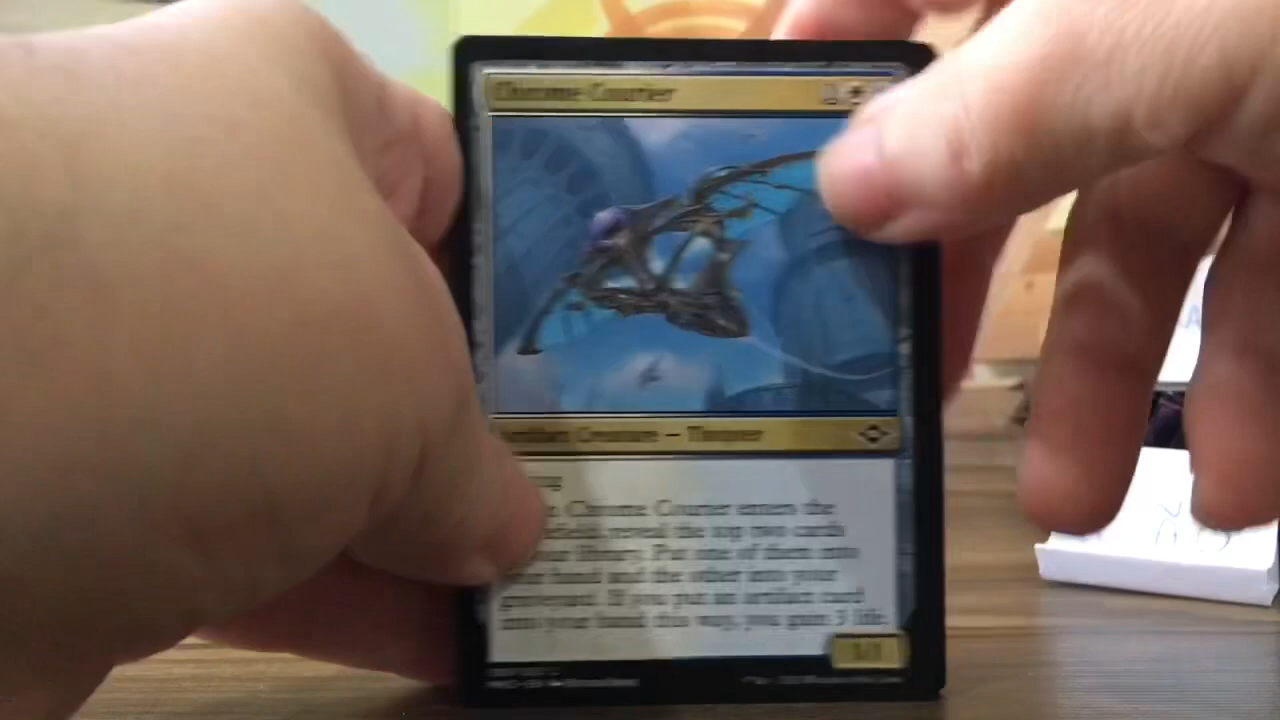 Chrome Courier
Artifact Creature – Thopter
Chrome Courier enters the
reveal the top two cards
library. Put one of them into
hand and the other into your
graveyard. If you put an artifact card
into your hand this way, you gain 3 life.
1/1